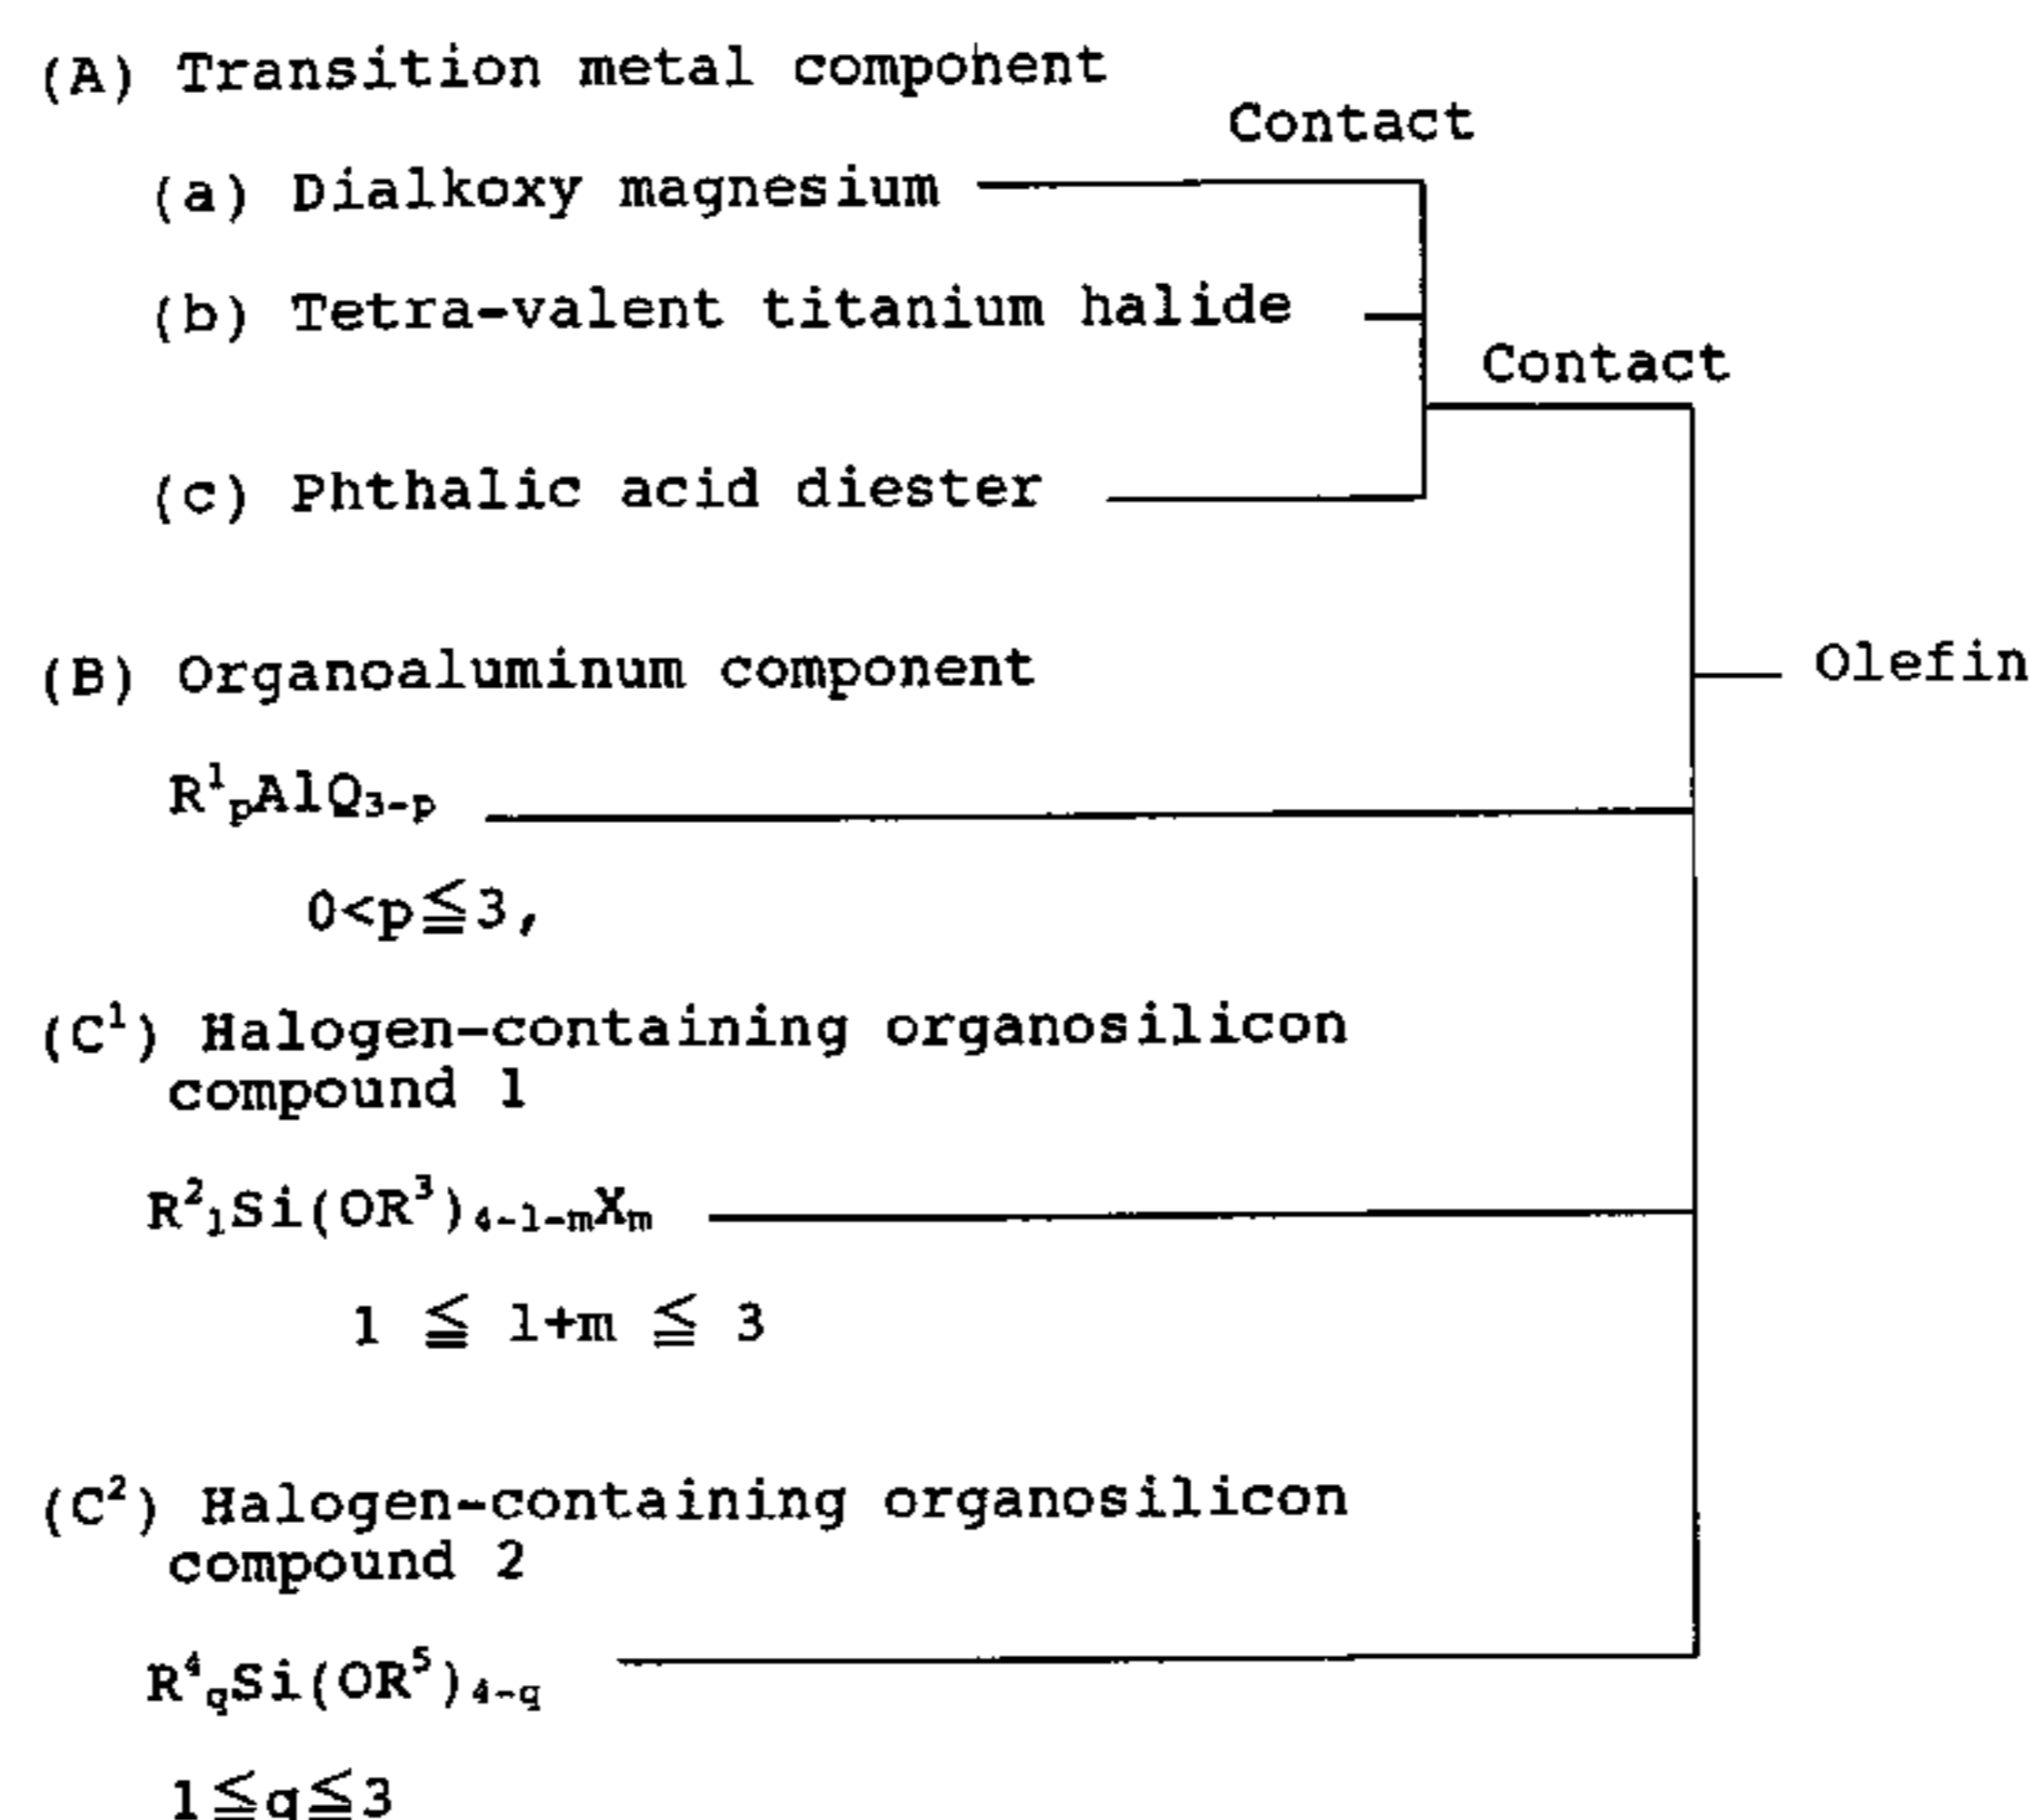 (A) Transition metal component
Contact
(a) Dialkoxy magnesium
(b) Tetra-valent titanium halide
Contact
(c) Phthalic acid diester
(B) Organoaluminum component
Olefin
R¹ₚAlQ₃₋ₚ
0<p≦3,
(C¹) Halogen-containing organosilicon
compound 1
R²₁Si(OR³)₄₋ₗ₋ₘXₘ
1 ≦ l+m ≦ 3
(C²) Halogen-containing organosilicon
compound 2
R⁴qSi(OR⁵)₄₋q
1≦q≦3